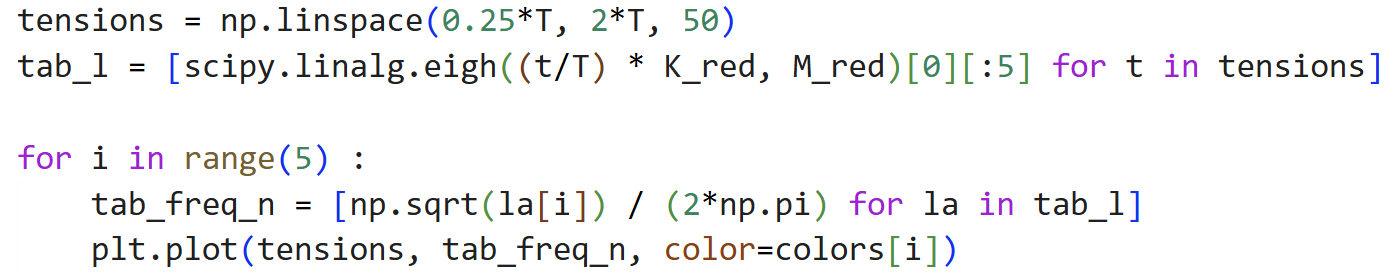 tensions = np.linspace(0.25*T, 2*T, 50)
tab_l = [scipy.linalg.eigh((t/T) * K_red, M_red)[0][:5] for t in tensions]
for i in range(5) :
    tab_freq_n = [np.sqrt(la[i]) / (2*np.pi) for la in tab_l]
    plt.plot(tensions, tab_freq_n, color=colors[i])